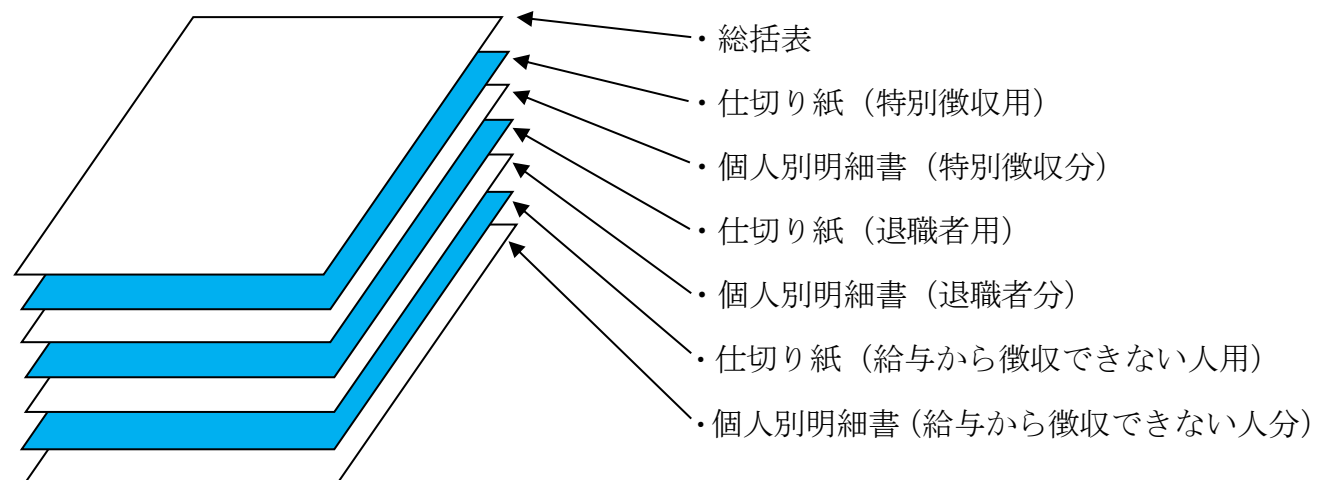 ・総括表
・仕切り紙（特別徴収用）
・個人別明細書（特別徴収分）
・仕切り紙（退職者用）
・個人別明細書（退職者分）
・仕切り紙（給与から徴収できない人用）
・個人別明細書（給与から徴収できない人分）